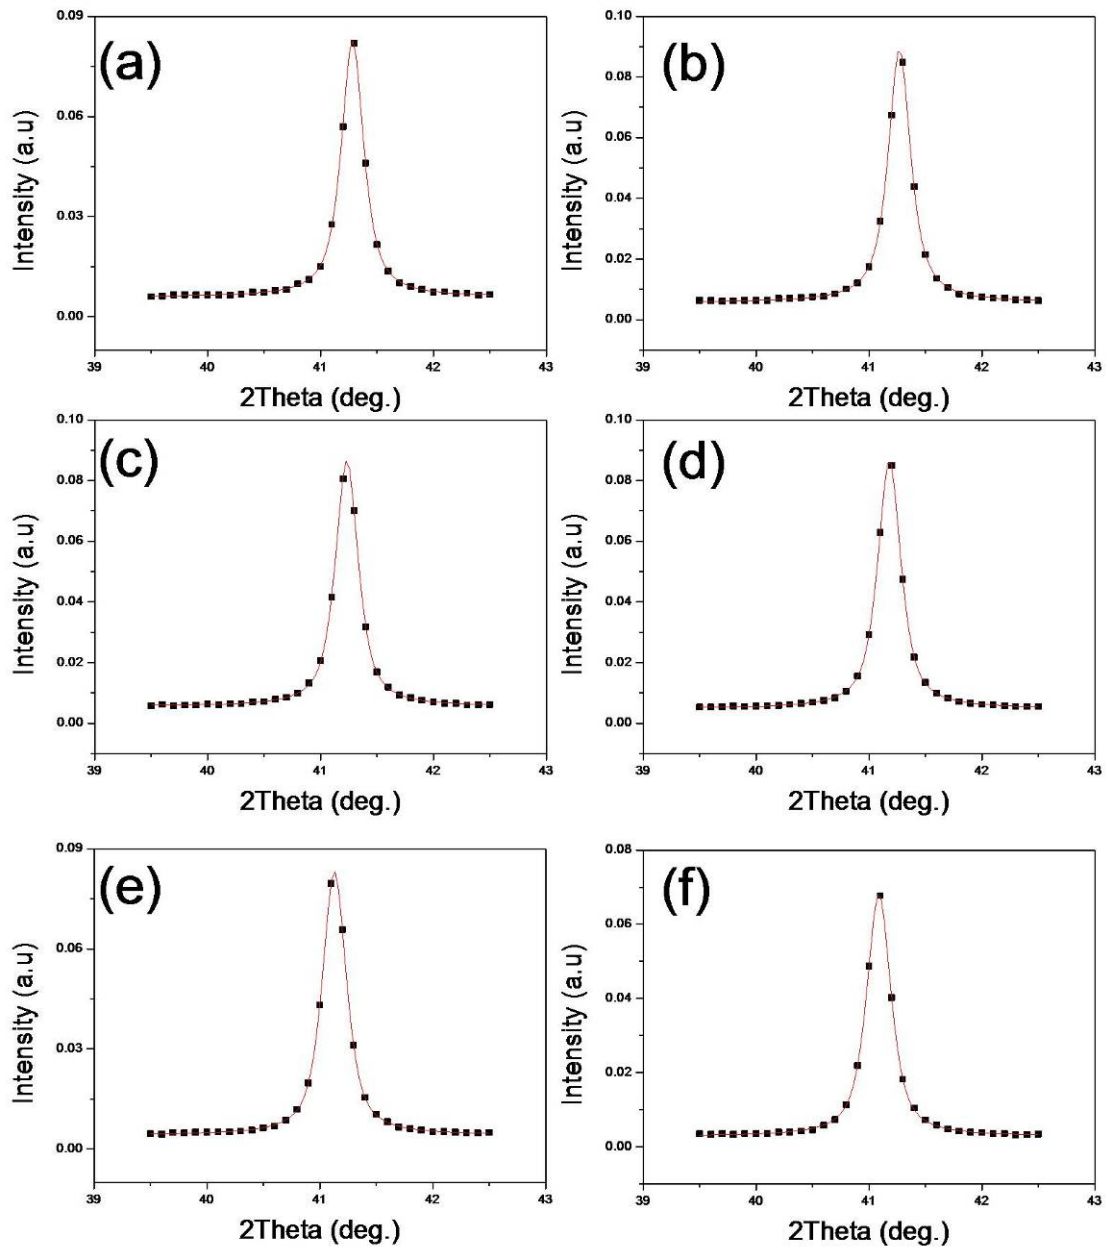 (a)
Intensity (a.u)
0.09
0.06
0.03
0.00
39 40 41 42 43
2Theta (deg.)
(b)
Intensity (a.u)
0.10
0.08
0.06
0.04
0.02
0.00
39 40 41 42 43
2Theta (deg.)
(c)
Intensity (a.u)
0.10
0.08
0.06
0.04
0.02
0.00
39 40 41 42 43
2Theta (deg.)
(d)
Intensity (a.u)
0.10
0.08
0.06
0.04
0.02
0.00
39 40 41 42 43
2Theta (deg.)
(e)
Intensity (a.u)
0.09
0.06
0.03
0.00
39 40 41 42 43
2Theta (deg.)
(f)
Intensity (a.u)
0.08
0.06
0.04
0.02
0.00
39 40 41 42 43
2Theta (deg.)